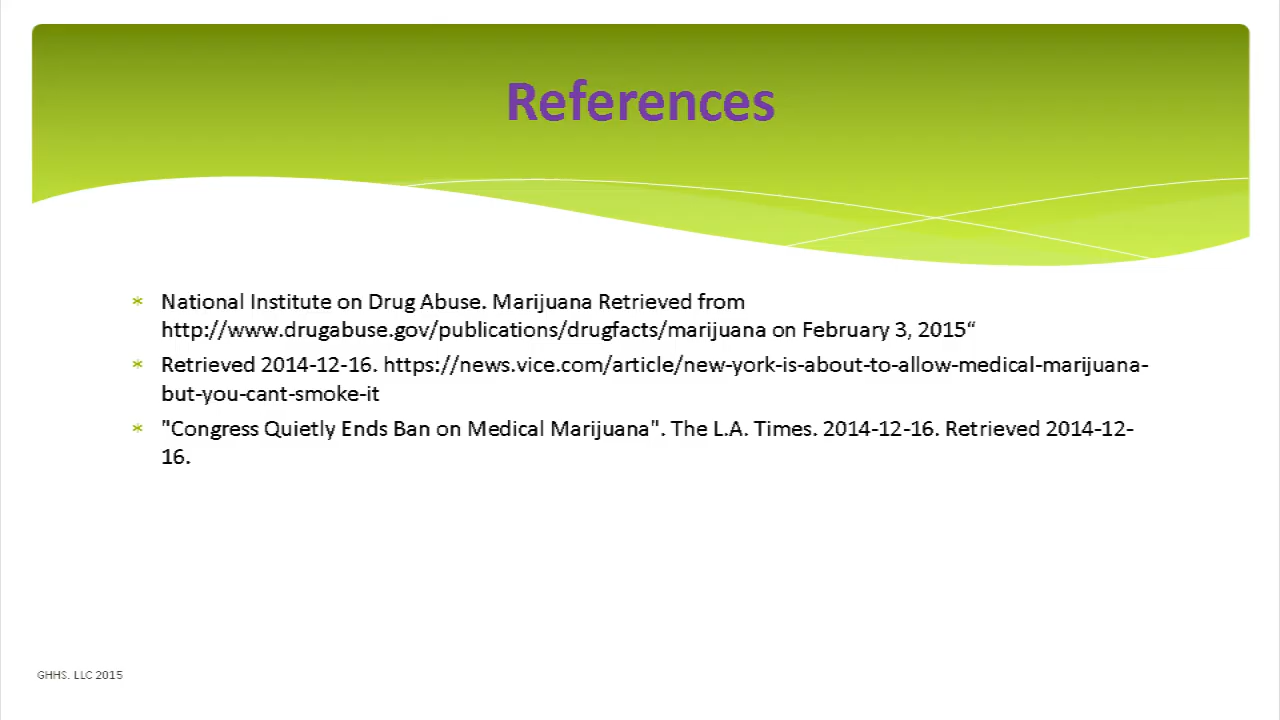 References
* National Institute on Drug Abuse. Marijuana Retrieved from
http://www.drugabuse.gov/publications/drugfacts/marijuana on February 3, 2015“
* Retrieved 2014-12-16. https://news.vice.com/article/new-york-is-about-to-allow-medical-marijuana-
but-you-cant-smoke-it
* "Congress Quietly Ends Ban on Medical Marijuana". The L.A. Times. 2014-12-16. Retrieved 2014-12-
16.
GHHS. LLC 2015